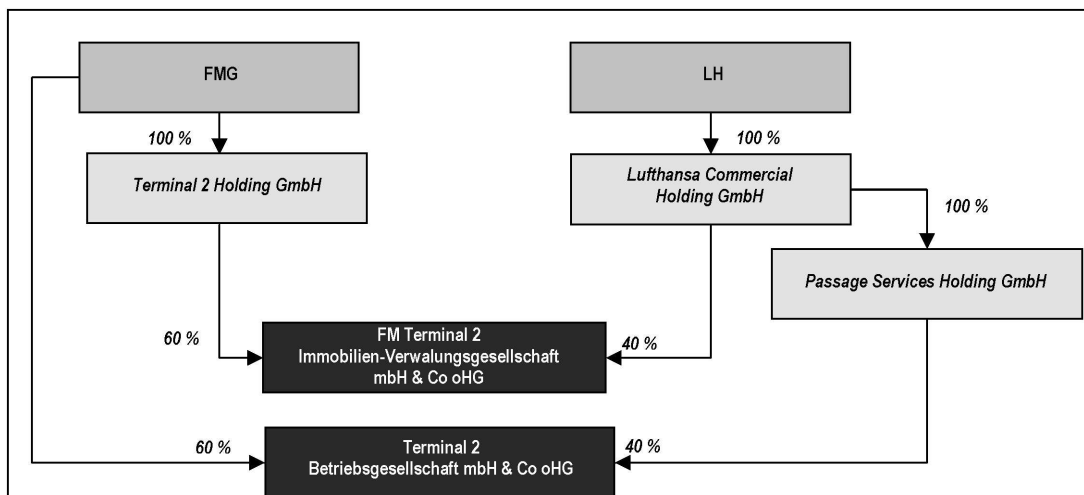 FMG
LH
100 %
100 %
Terminal 2 Holding GmbH
Lufthansa Commercial
Holding GmbH
100 %
Passage Services Holding GmbH
60 %
FM Terminal 2
Immobilien-Verwalungsgesellschaft
mbH & Co oHG
40 %
60 %
Terminal 2
Betriebsgesellschaft mbH & Co oHG
40 %